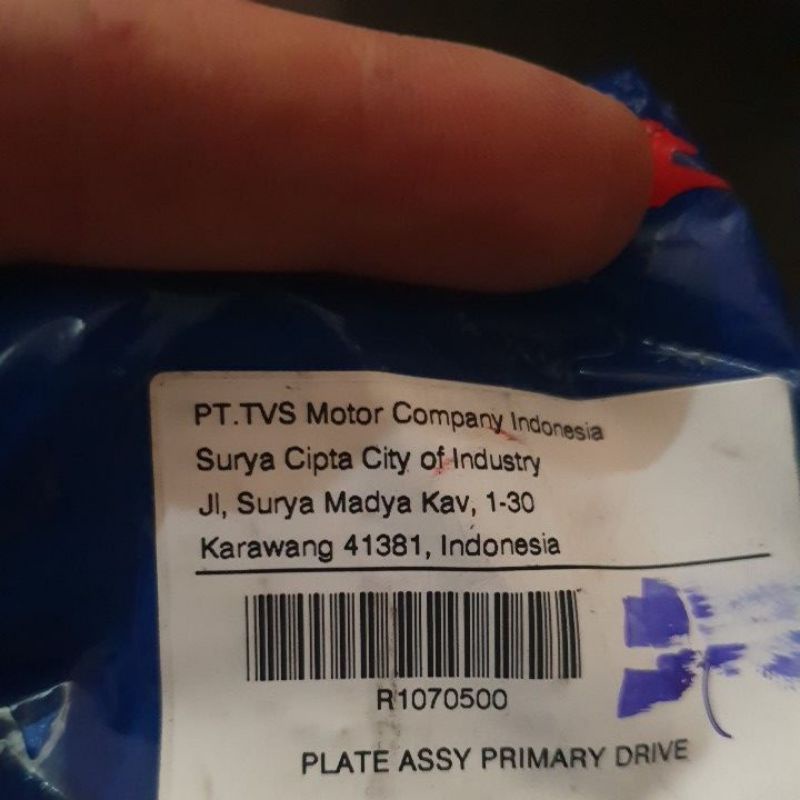 PT.TVS Motor Company Indonesia
Surya Cipta City of Industry
Jl, Surya Madya Kav, 1-30
Karawang 41381, Indonesia
R1070500
PLATE ASSY PRIMARY DRIVE